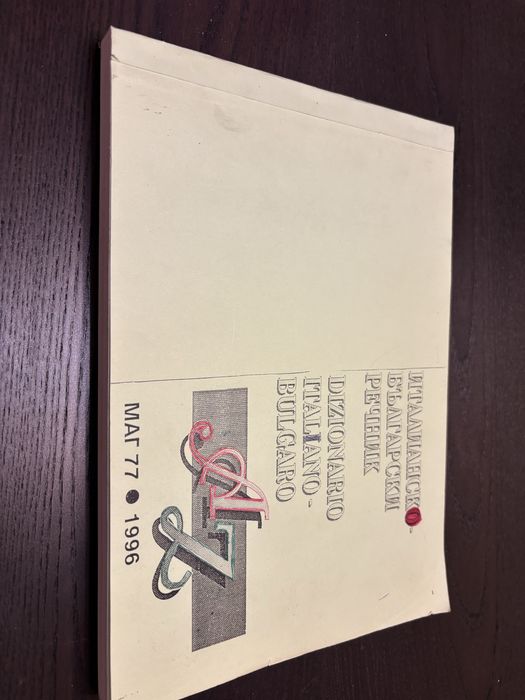 ИТАЛИАНСКО-
БЪЛГАРСКИ
РЕЧНИК
DIZIONARIO
ITALIANO-
BULGARO
A
Z
МАГ 77 ● 1996